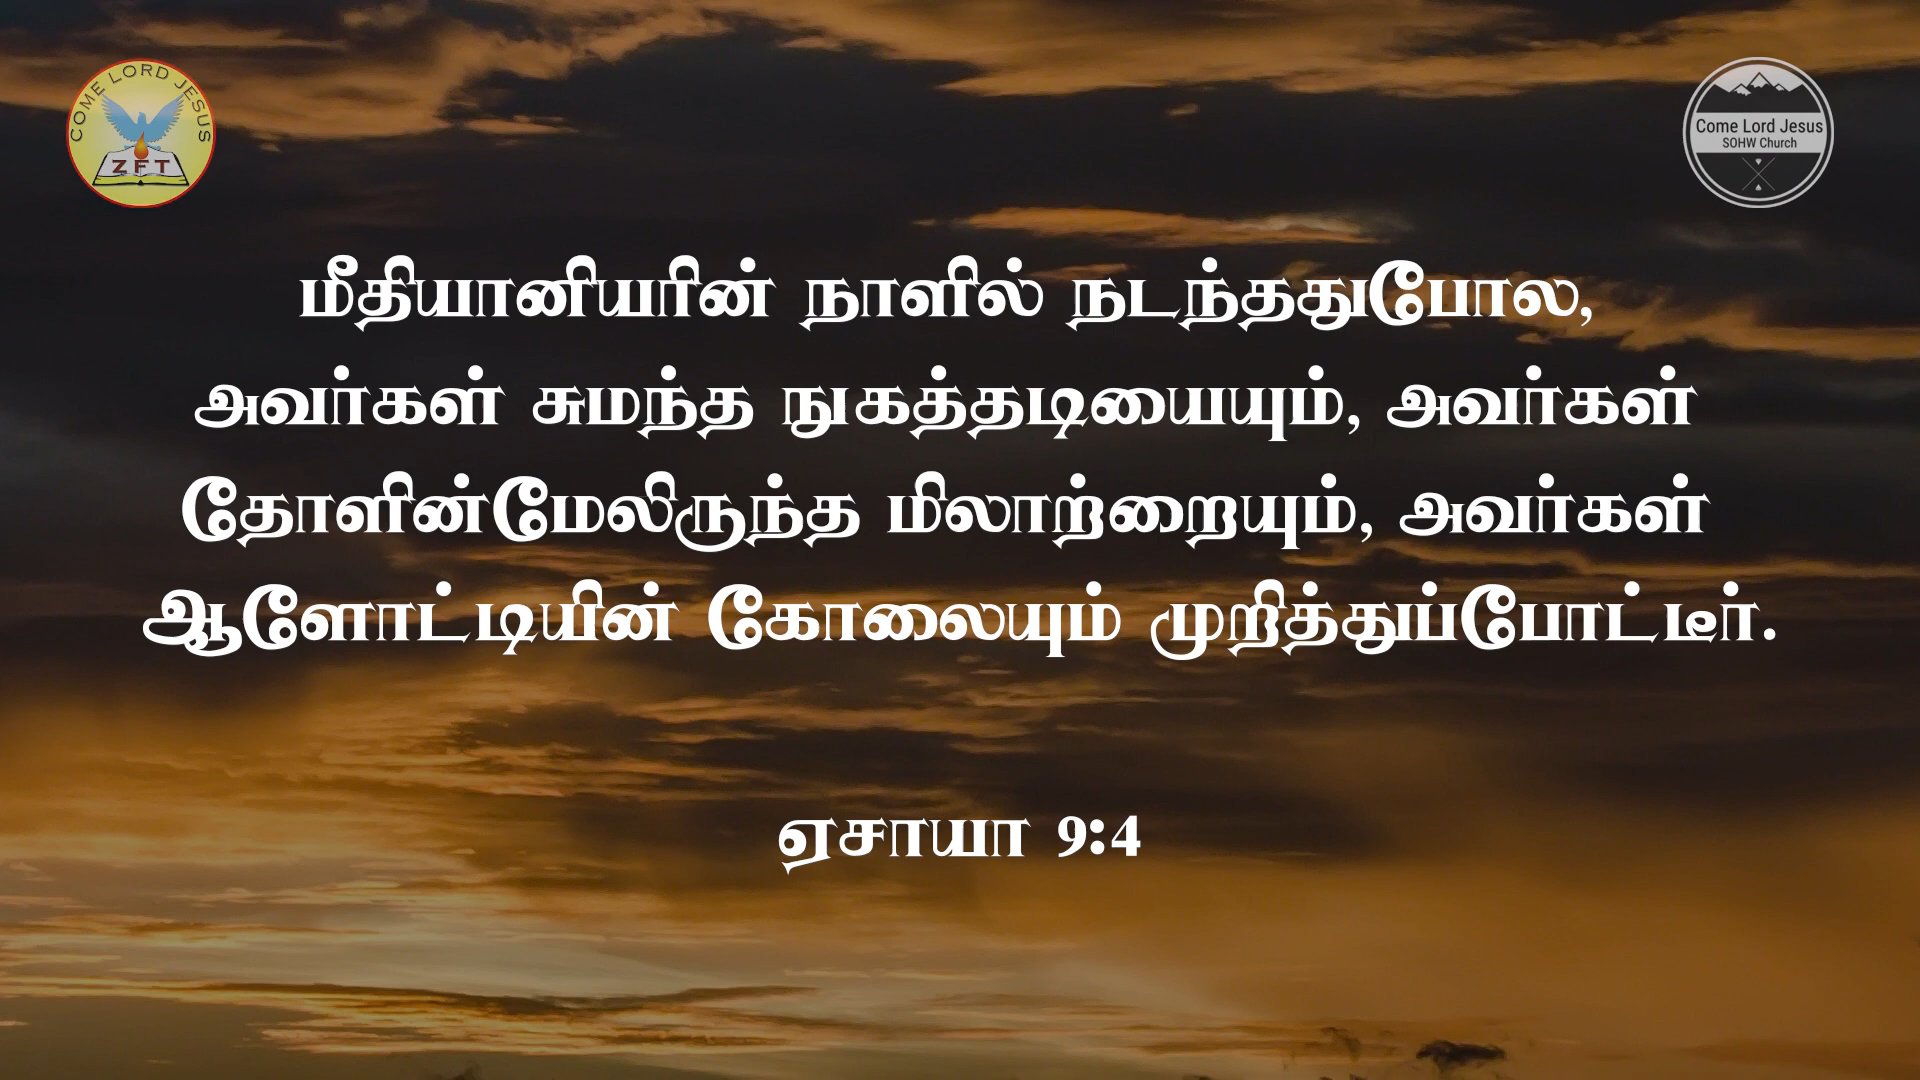 COME LORD JESUS
ZFT
Come Lord Jesus
SOHW Church
மீதியானியரின் நாளில் நடந்ததுபோல,
அவர்கள் சுமந்த நுகத்தடியையும், அவர்கள்
தோளின்மேலிருந்த மிலாற்றையும், அவர்கள்
ஆளோட்டியின் கோலையும் முறித்துப்போட்டீர்.
ஏசாயா 9:4